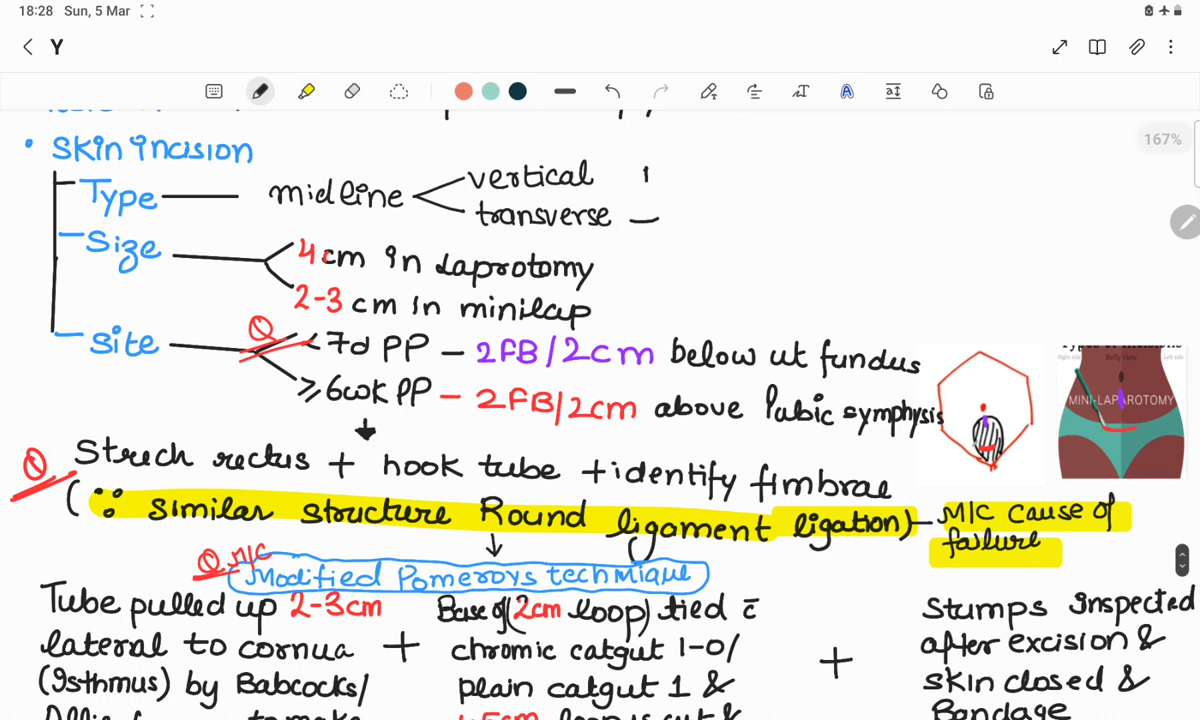 18:28 Sun, 5 Mar
Y
167%
• Skin incision
Type — midline < vertical
transverse —
Size
4cm in Laprotomy
2-3 cm in minilap
Site
Q
<7d PP – 2FB/2cm below ut fundus
≥6wk PP – 2FB/2cm above Pubic symphysis
MINI-LAPAROTOMY
Q
Strech rectus + hook tube + identify fimbrae
(∵ similar structure Round ligament ligation) – M/C cause of failure
Q M/C
Modified Pomeroys technique
Tube pulled up 2-3cm
lateral to cornua
(Isthmus) by Babcocks/
+
Base of (2cm loop) tied c̄
chromic catgut 1-0/
plain catgut 1 &
+
Stumps inspected
after excision &
skin closed &
Bendage